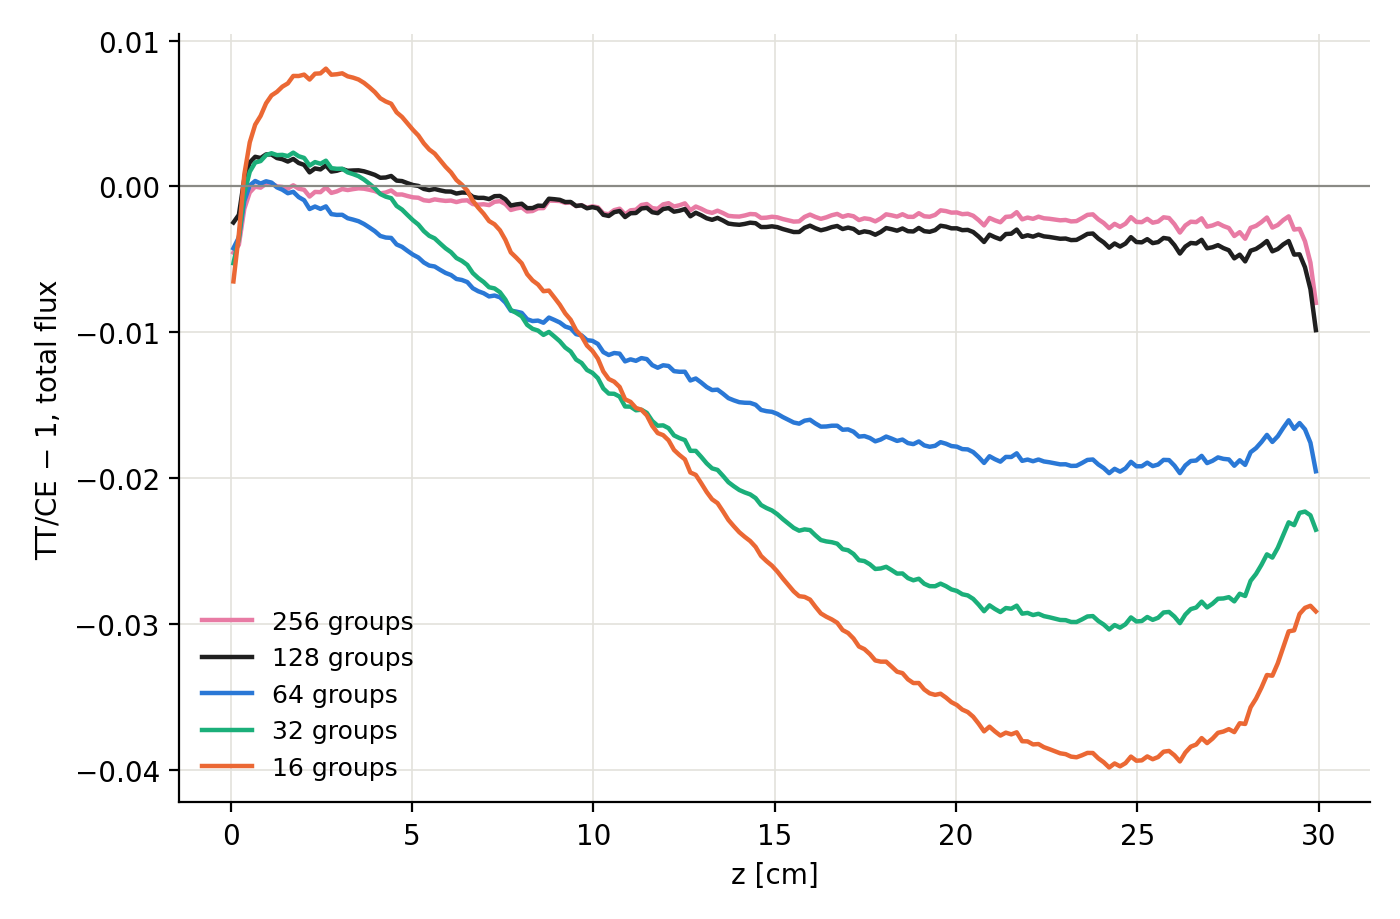 0.01
0.00
−0.01
−0.02
−0.03
−0.04
TT/CE − 1, total flux
256 groups
128 groups
64 groups
32 groups
16 groups
0 5 10 15 20 25 30
z [cm]